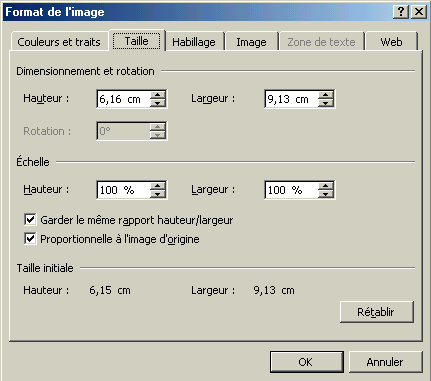 Format de l'image
Couleurs et traits Taille Habillage Image Zone de texte Web
Dimensionnement et rotation
Hauteur : 6,16 cm Largeur : 9,13 cm
Rotation : 0°
Échelle
Hauteur : 100 % Largeur : 100 %
Garder le même rapport hauteur/largeur
Proportionnelle à l'image d'origine
Taille initiale
Hauteur : 6,15 cm Largeur : 9,13 cm
Rétablir
OK Annuler